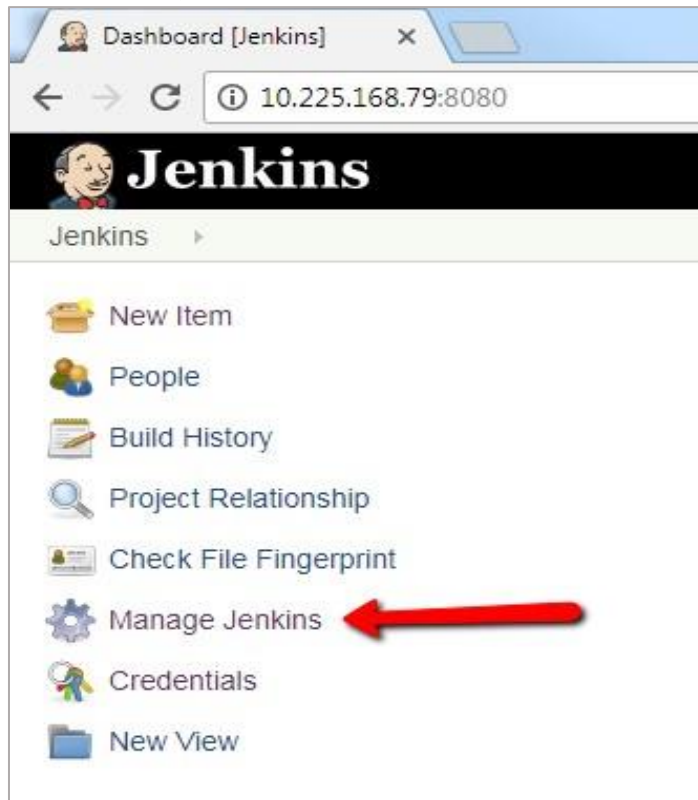 Dashboard [Jenkins]
10.225.168.79:8080
Jenkins
Jenkins
New Item
People
Build History
Project Relationship
Check File Fingerprint
Manage Jenkins
Credentials
New View